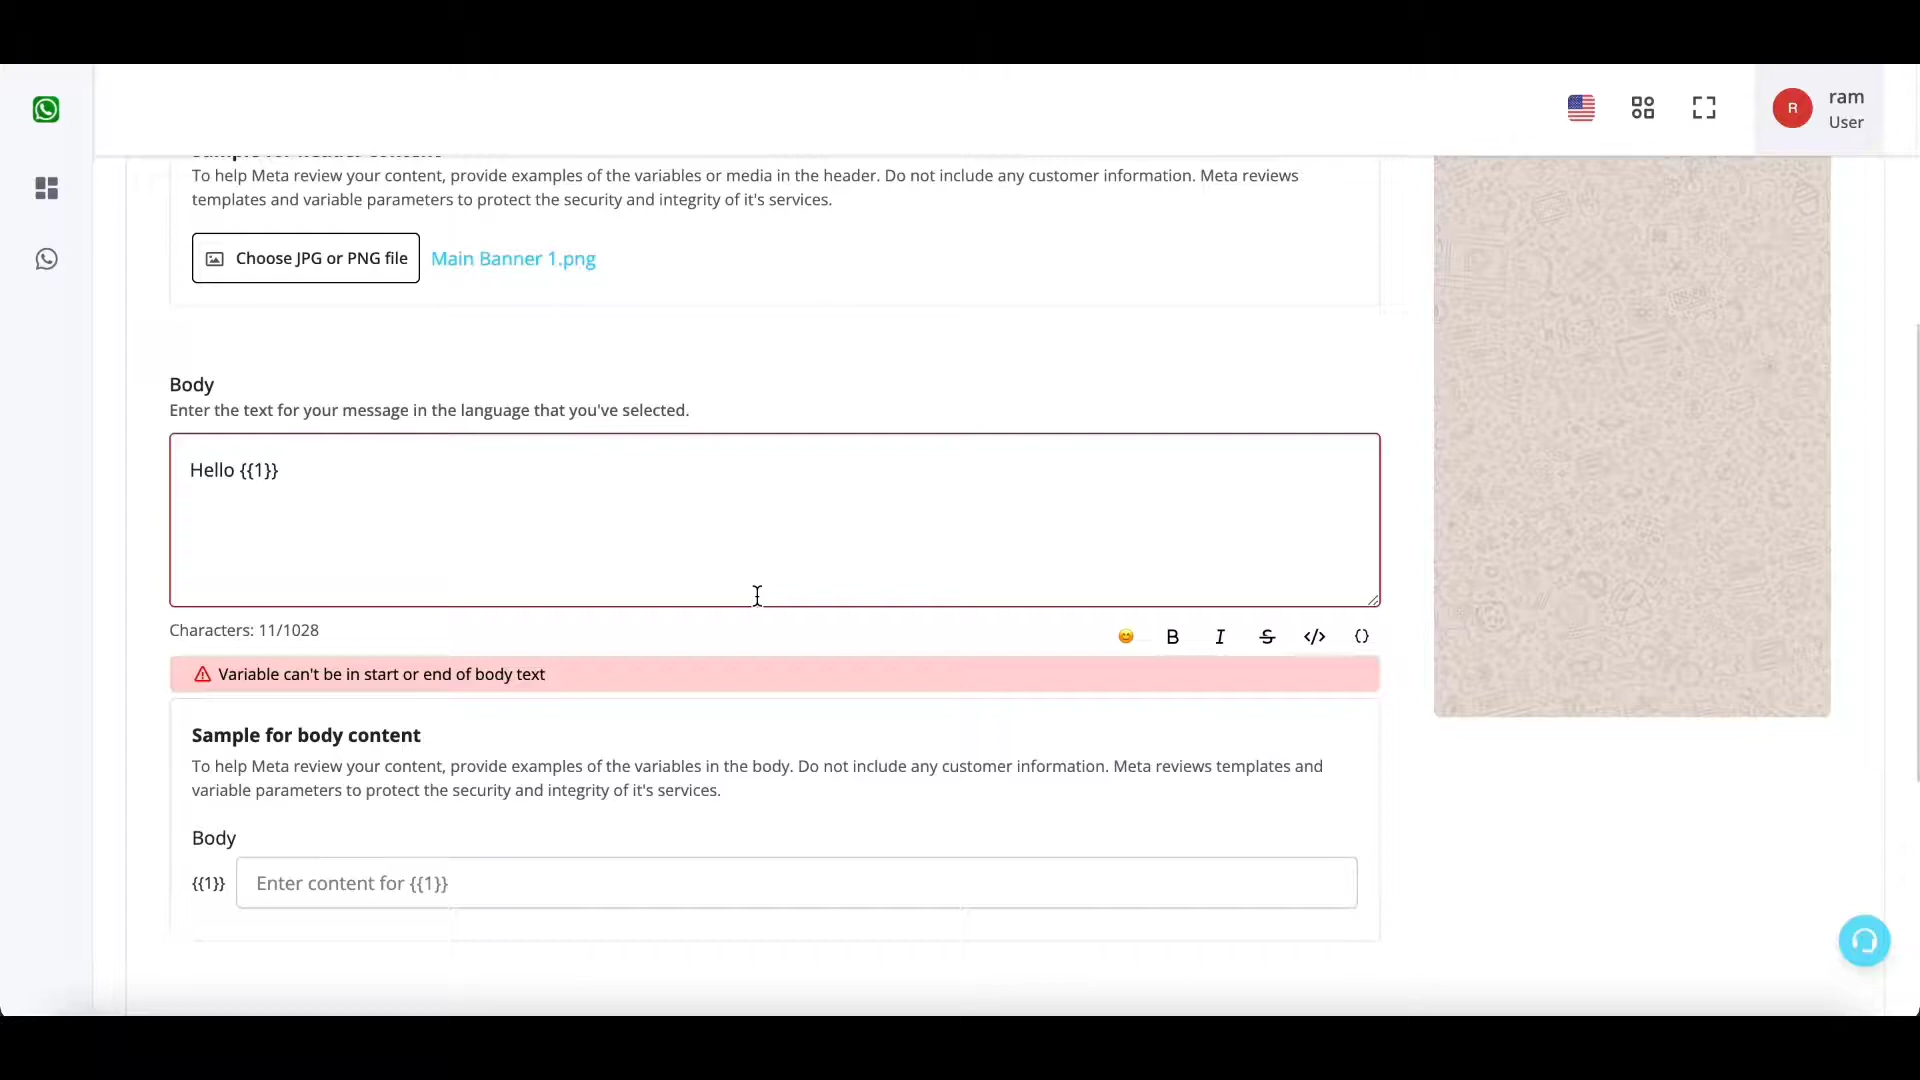 ram
R
User
To help Meta review your content, provide examples of the variables or media in the header. Do not include any customer information. Meta reviews
templates and variable parameters to protect the security and integrity of it's services.
Choose JPG or PNG file
Main Banner 1.png
Body
Enter the text for your message in the language that you've selected.
Hello {{1}}
Characters: 11/1028
B I S </> {}
Variable can't be in start or end of body text
Sample for body content
To help Meta review your content, provide examples of the variables in the body. Do not include any customer information. Meta reviews templates and
variable parameters to protect the security and integrity of it's services.
Body
{{1}} Enter content for {{1}}